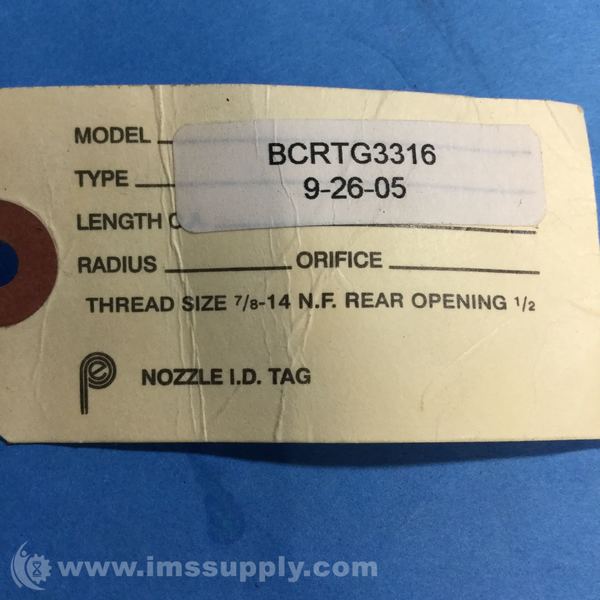 MODEL
BCRTG3316
TYPE
9-26-05
LENGTH
RADIUS ORIFICE
THREAD SIZE 7/8-14 N.F. REAR OPENING 1/2
pe NOZZLE I.D. TAG
www.imssupply.com